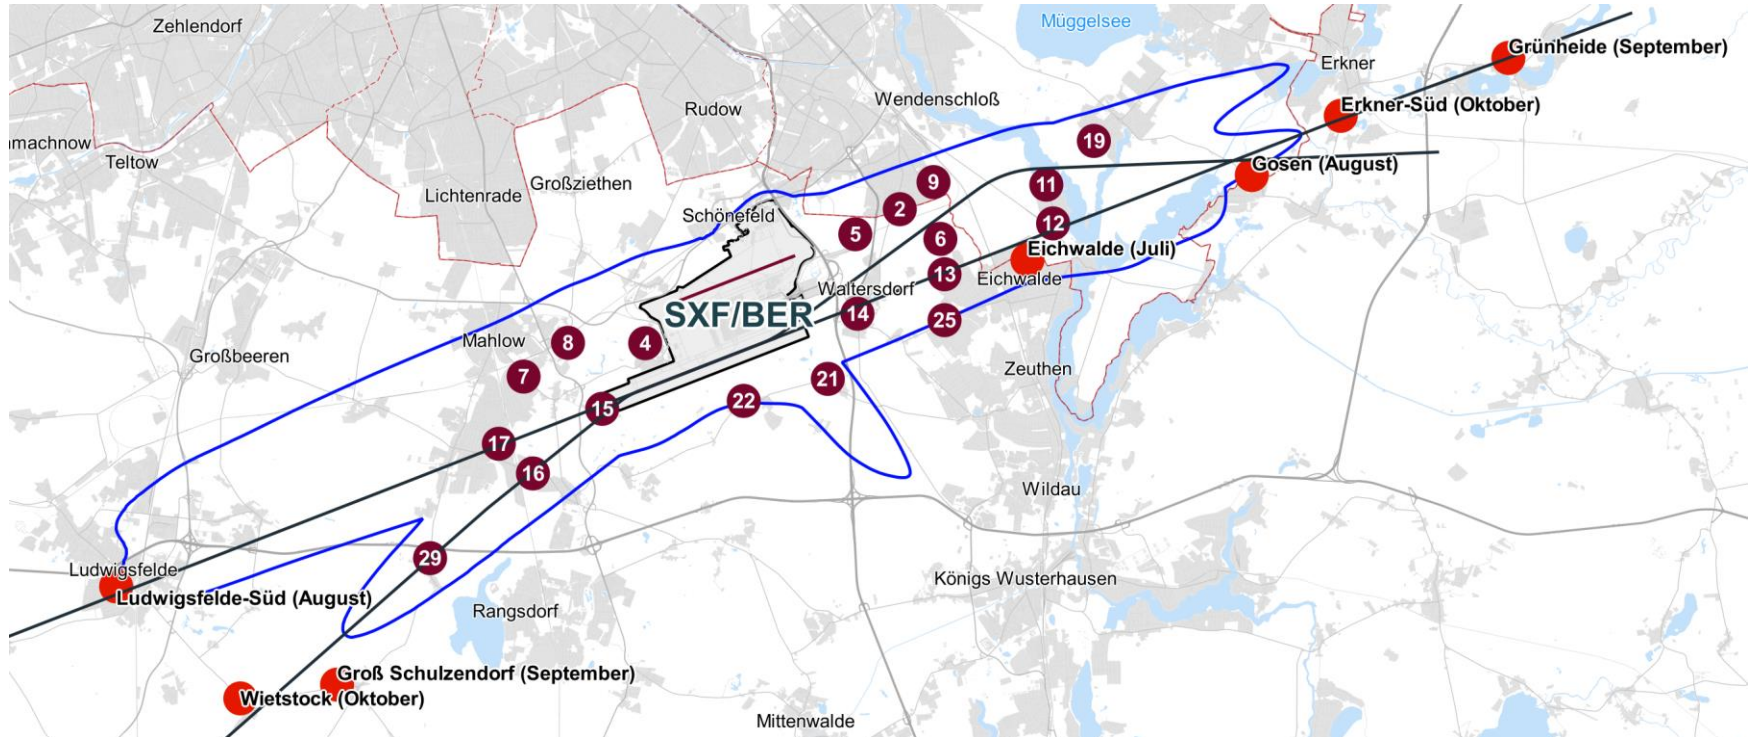 Müggelsee
Zehlendorf
Grünheide (September)
Erkner
Wendenschloß
Erkner-Süd (Oktober)
Rudow
19
nmachnow
Teltow
Gosen (August)
Großziethen
9
11
Lichtenrade
2
Schönefeld
12
5
6
Eichwalde (Juli)
13
Eichwalde
Waltersdorf
SXF/BER
14
25
Mahlow
8
4
Großbeeren
Zeuthen
7
21
22
15
17
16
Wildau
29
Ludwigsfelde
Königs Wusterhausen
Ludwigsfelde-Süd (August)
Rangsdorf
Groß Schulzendorf (September)
Wietstock (Oktober)
Mittenwalde